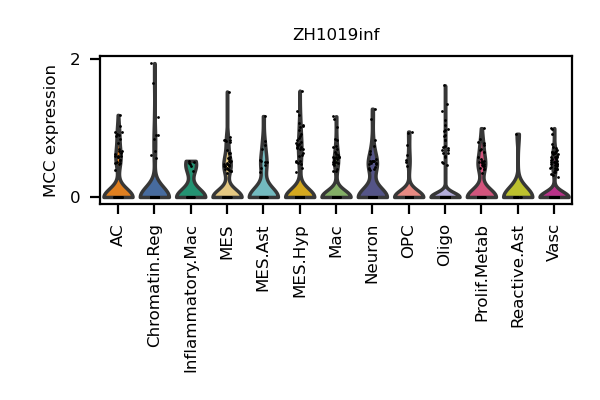 ZH1019inf
MCC expression
2
0
AC
Chromatin.Reg
Inflammatory.Mac
MES
MES.Ast
MES.Hyp
Mac
Neuron
OPC
Oligo
Prolif.Metab
Reactive.Ast
Vasc